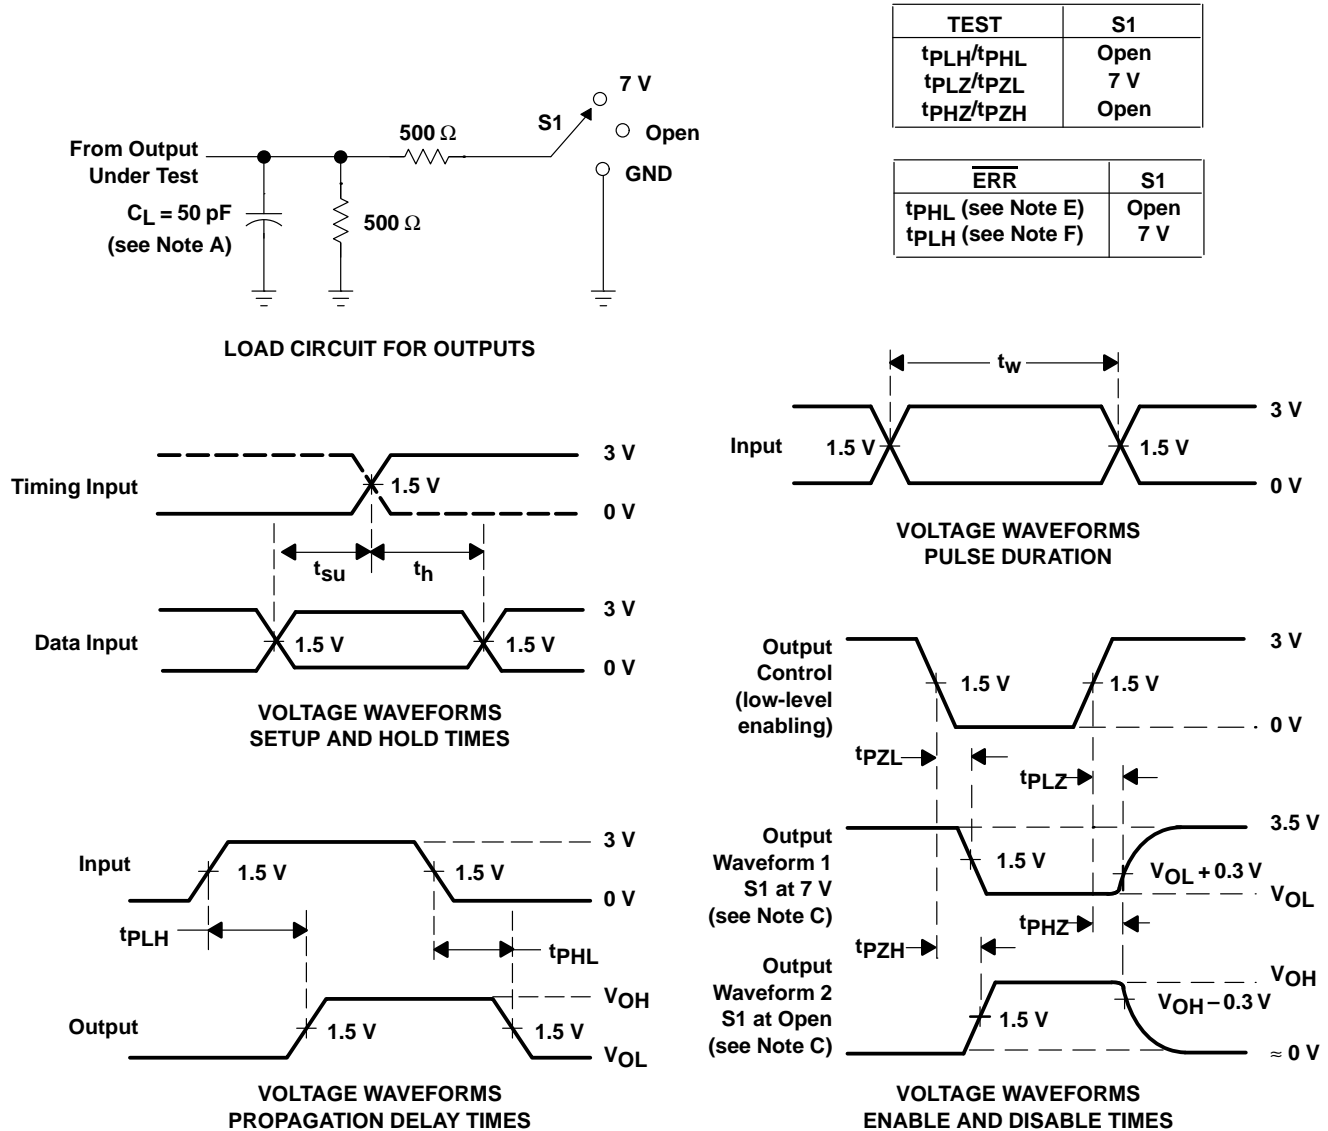 7 V
S1
Open
500 Ω
From Output
Under Test
GND
CL = 50 pF
(see Note A)
500 Ω
LOAD CIRCUIT FOR OUTPUTS
TEST S1
tPLH/tPHL Open
tPLZ/tPZL 7 V
tPHZ/tPZH Open
ERR S1
tPHL (see Note E) Open
tPLH (see Note F) 7 V
tw
3 V
Input 1.5 V 1.5 V
0 V
VOLTAGE WAVEFORMS
PULSE DURATION
3 V
Timing Input 1.5 V
0 V
tsu th
3 V
Data Input 1.5 V 1.5 V
0 V
VOLTAGE WAVEFORMS
SETUP AND HOLD TIMES
3 V
Input 1.5 V 1.5 V
0 V
tPLH tPHL
VOH
Output 1.5 V 1.5 V
VOL
VOLTAGE WAVEFORMS
PROPAGATION DELAY TIMES
Output
Control
(low-level
enabling)
3 V
1.5 V 1.5 V
0 V
tPZL
tPLZ
Output
Waveform 1
S1 at 7 V
(see Note C)
3.5 V
1.5 V
VOL + 0.3 V
VOL
tPHZ
tPZH
Output
Waveform 2
S1 at Open
(see Note C)
VOH
VOH − 0.3 V
1.5 V
≈ 0 V
VOLTAGE WAVEFORMS
ENABLE AND DISABLE TIMES